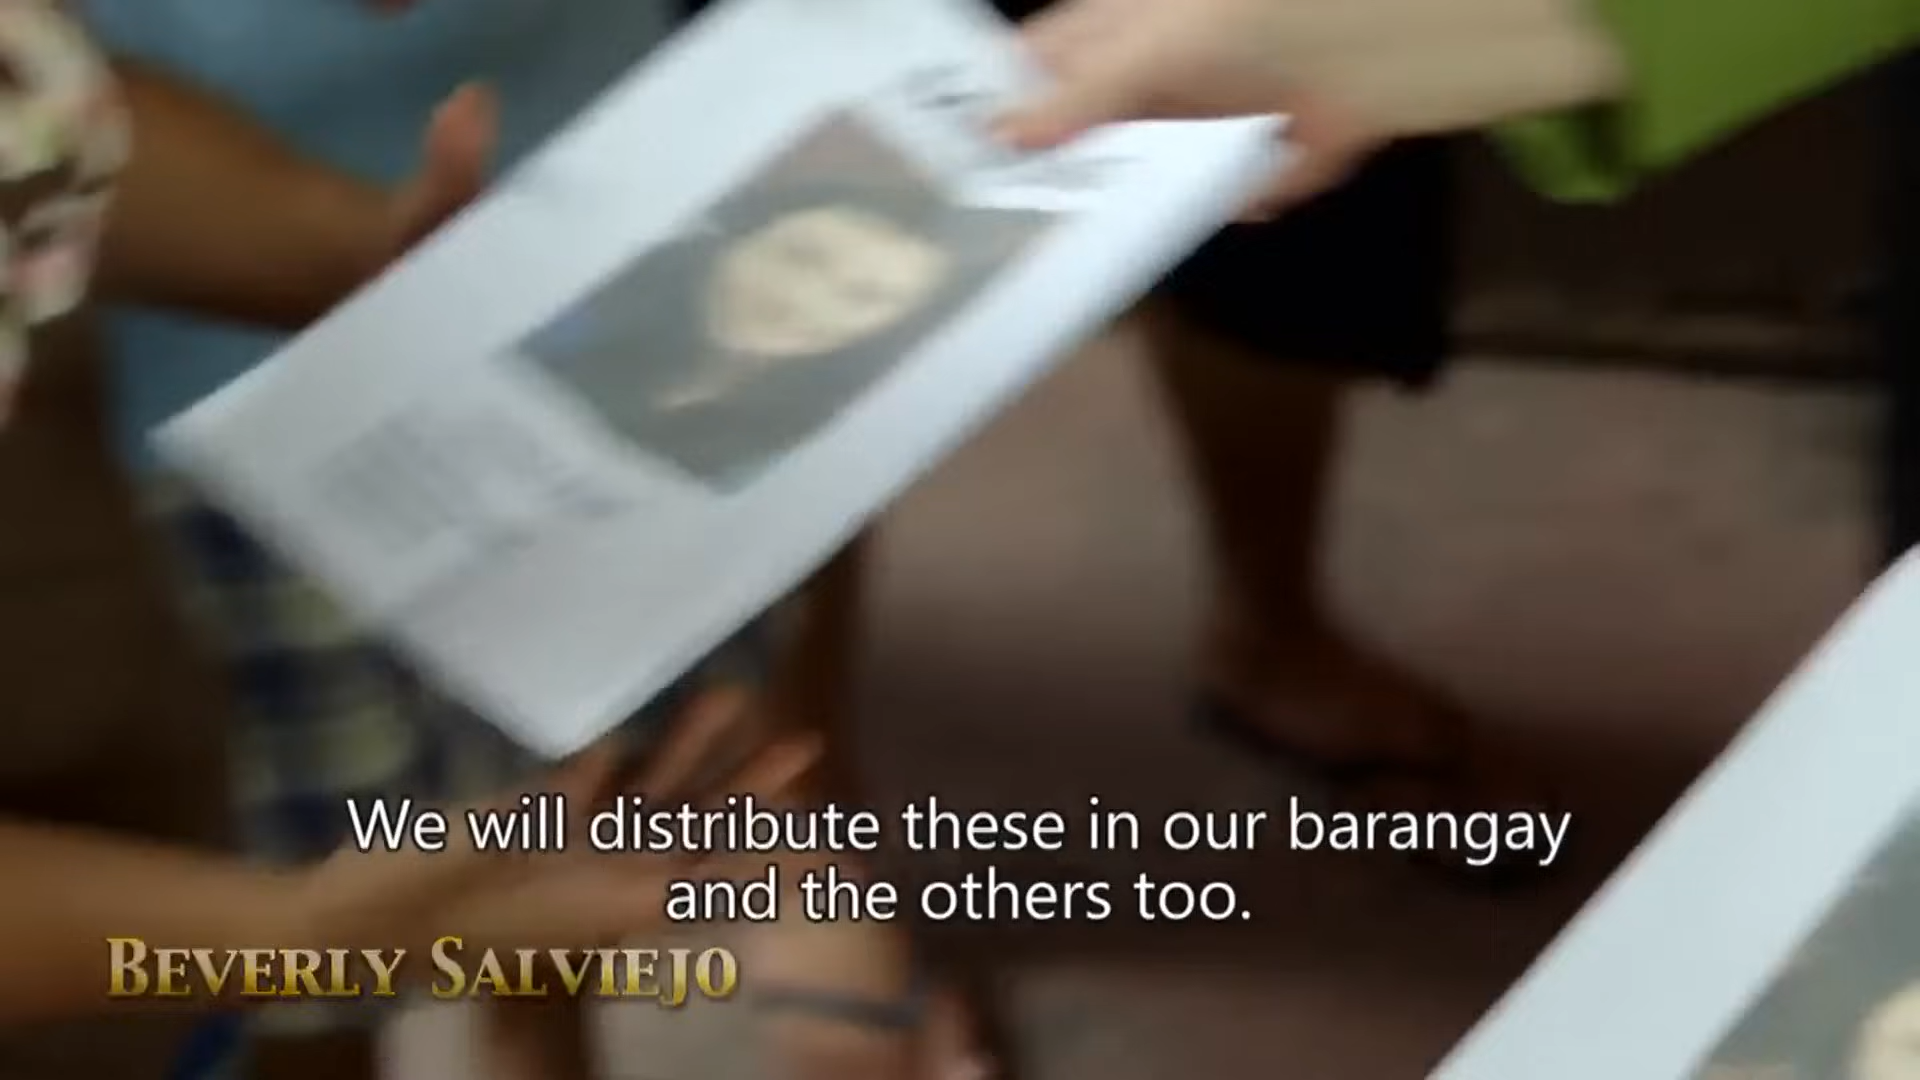 We will distribute these in our barangay
and the others too.
BEVERLY SALVIEJO